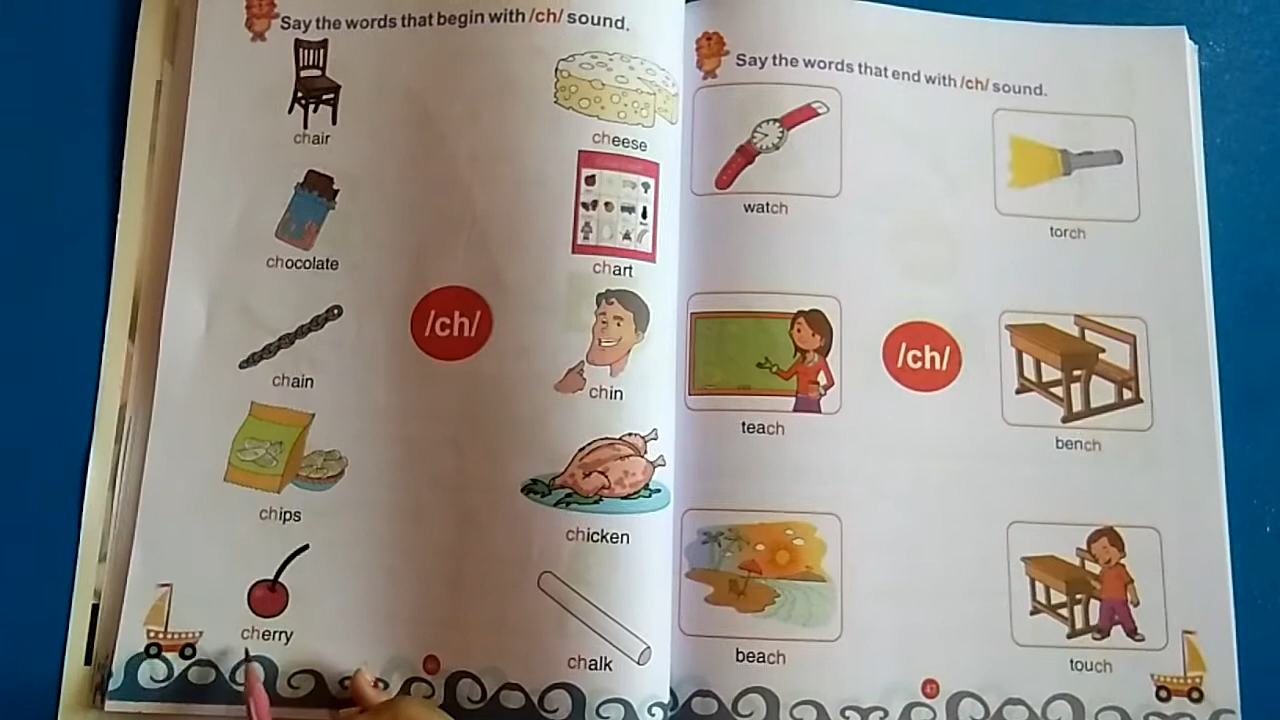 Say the words that begin with /ch/ sound.
chair
cheese
chocolate
chart
chain
/ch/
chin
chips
chicken
cherry
chalk
Say the words that end with /ch/ sound.
watch
torch
teach
/ch/
bench
beach
touch
47